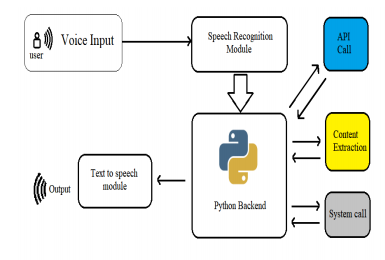 user
Voice Input
Speech Recognition
Module
API
Call
Content
Extraction
System call
Python Backend
Text to speech
module
Output